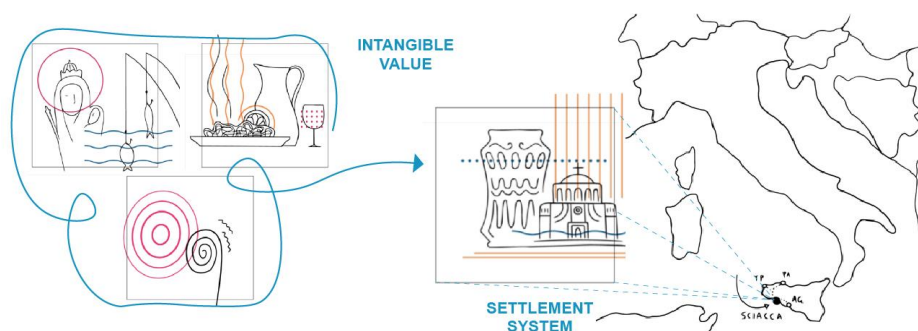 INTANGIBLE
VALUE
SETTLEMENT
SYSTEM
TP
PA
AG
SCIACCA